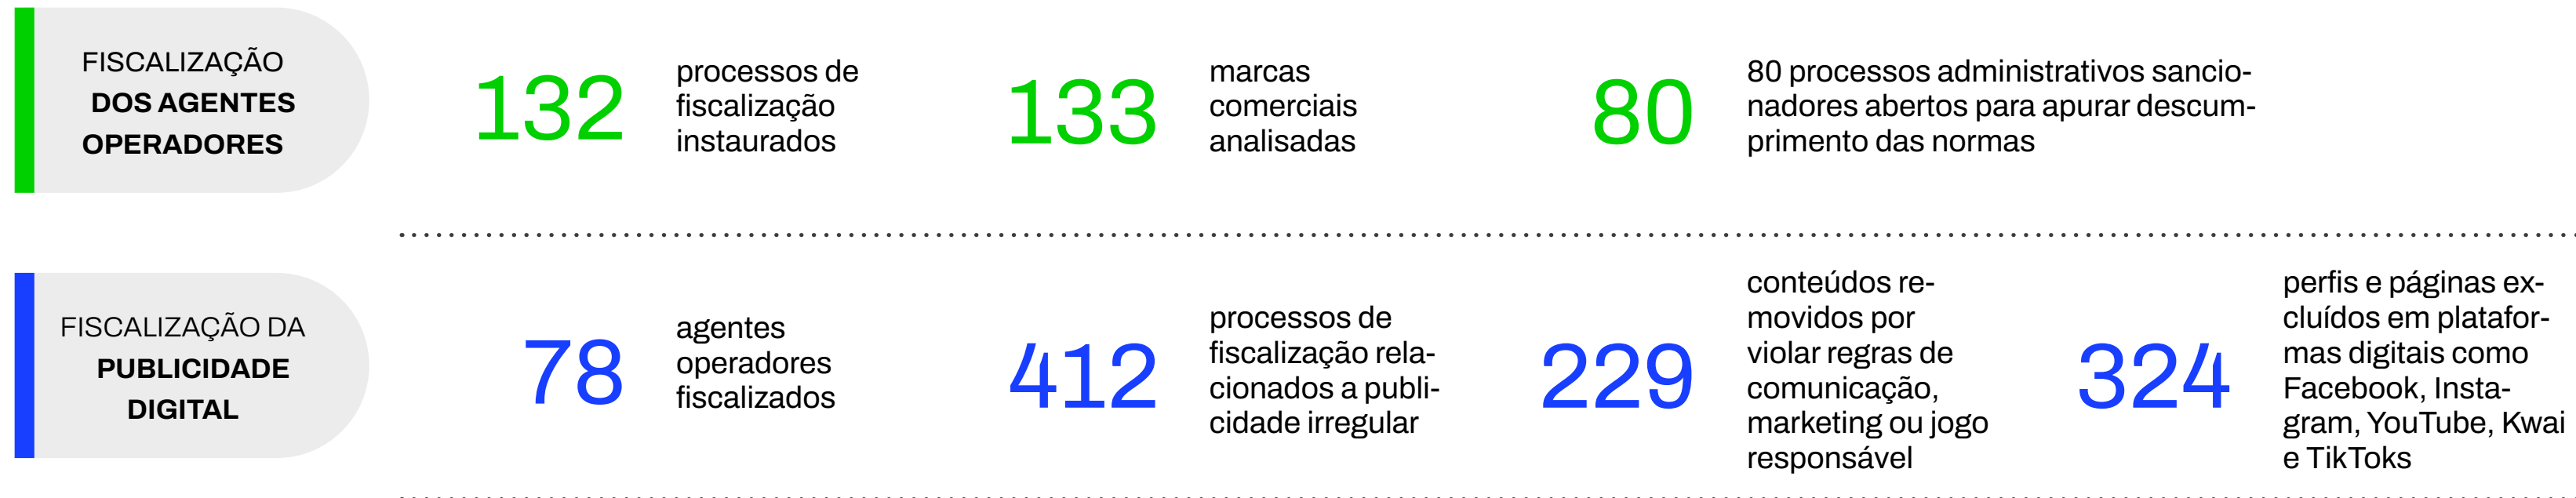 FISCALIZAÇÃO
DOS AGENTES
OPERADORES
132
processos de
fiscalização
instaurados
133
marcas
comerciais
analisadas
80
80 processos administrativos sancio-
nadores abertos para apurar descum-
primento das normas
FISCALIZAÇÃO DA
PUBLICIDADE
DIGITAL
78
agentes
operadores
fiscalizados
412
processos de
fiscalização rela-
cionados a publi-
cidade irregular
229
conteúdos re-
movidos por
violar regras de
comunicação,
marketing ou jogo
responsável
324
perfis e páginas ex-
cluídos em platafor-
mas digitais como
Facebook, Insta-
gram, YouTube, Kwai
e TikToks